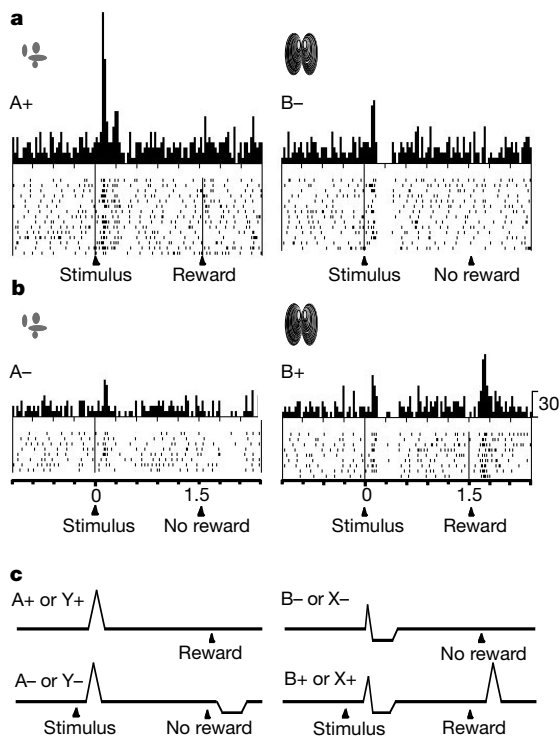 a
A+
B−
Stimulus Reward
Stimulus No reward
b
A−
B+
30
0 1.5
0 1.5
Stimulus No reward
Stimulus Reward
c
A+ or Y+
B− or X−
Reward
No reward
A− or Y−
B+ or X+
Stimulus No reward
Stimulus Reward